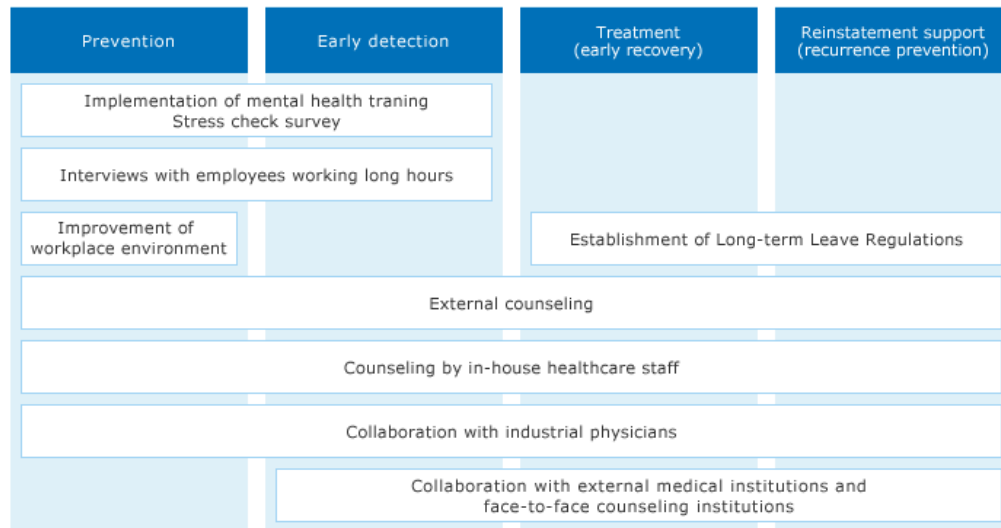 Prevention
Early detection
Treatment
(early recovery)
Reinstatement support
(recurrence prevention)
Implementation of mental health traning
Stress check survey
Interviews with employees working long hours
Improvement of
workplace environment
Establishment of Long-term Leave Regulations
External counseling
Counseling by in-house healthcare staff
Collaboration with industrial physicians
Collaboration with external medical institutions and
face-to-face counseling institutions